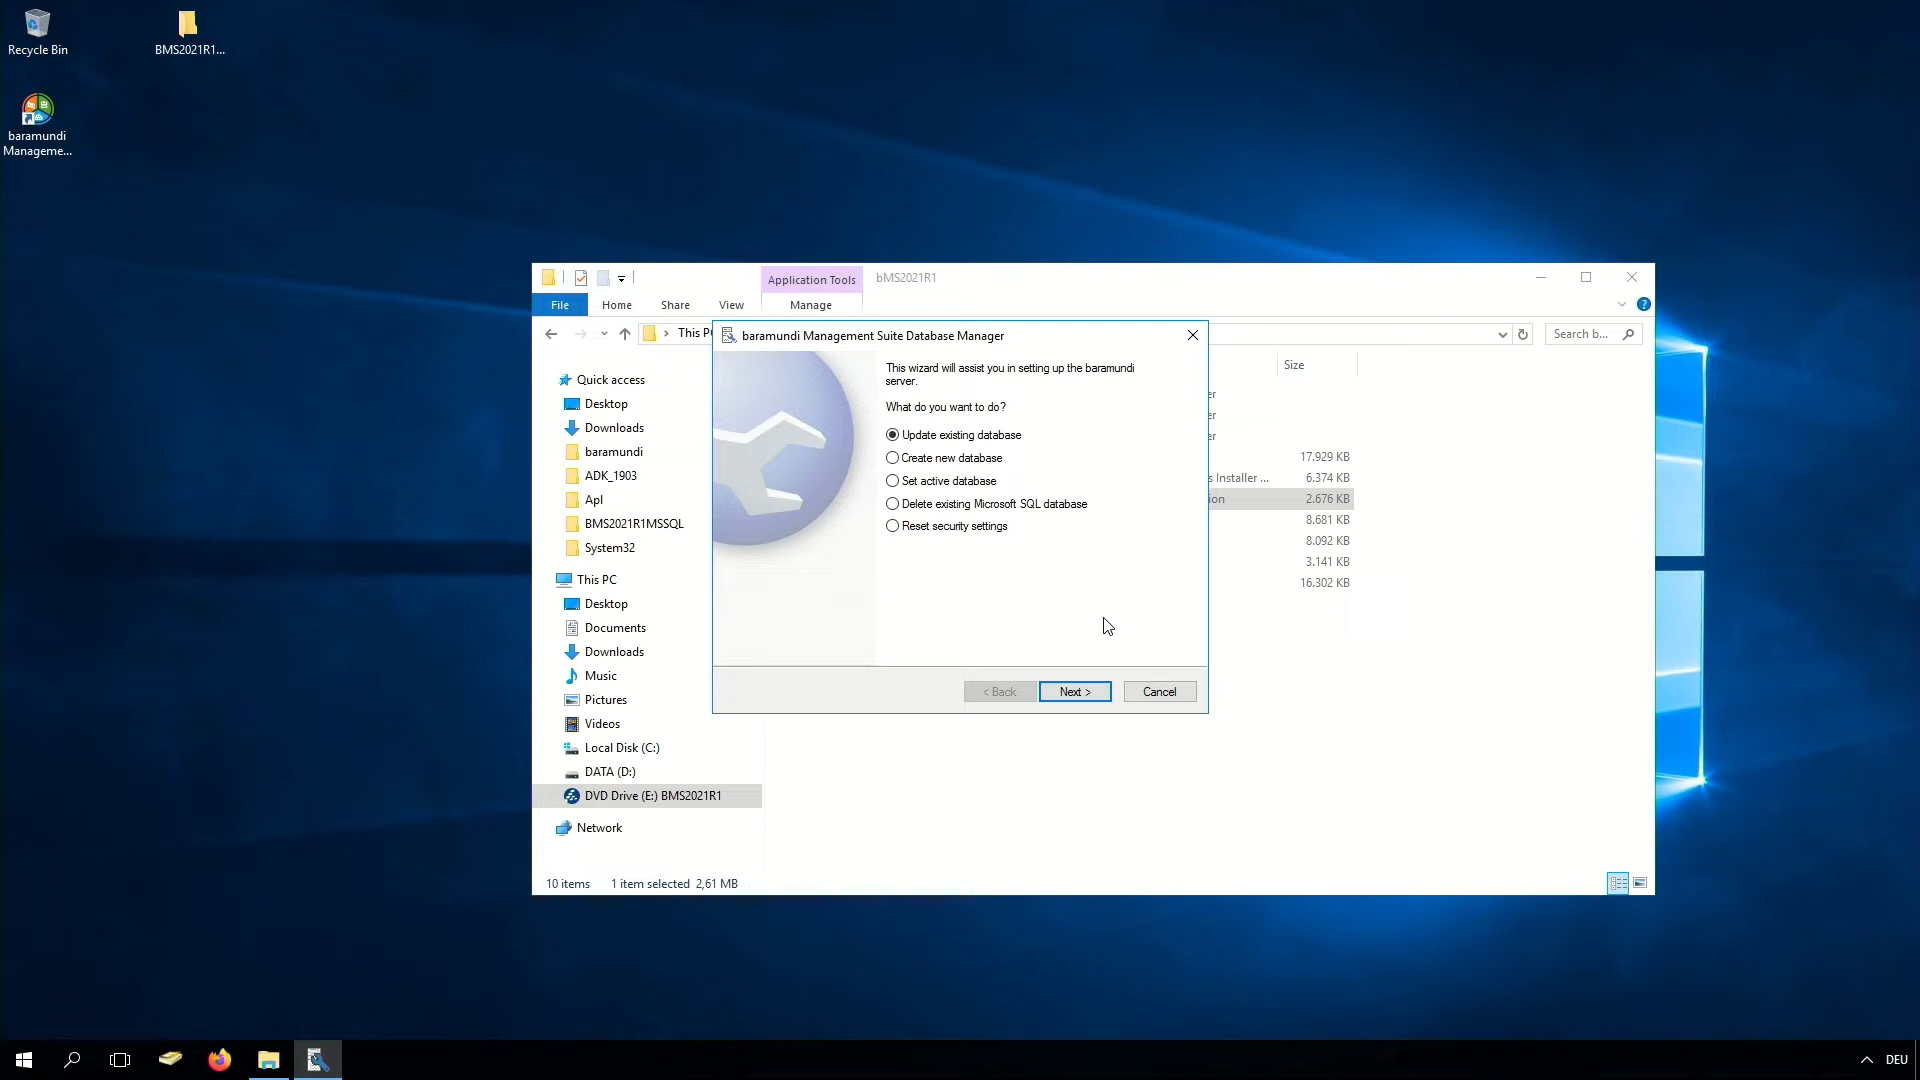 Recycle Bin
BMS2021R1...
baramundi
Manageme...
Application Tools
bMS2021R1
File
Home
Share
View
Manage
This P
Search b...
baramundi Management Suite Database Manager
This wizard will assist you in setting up the baramundi
server.
What do you want to do?
Update existing database
Create new database
Set active database
Delete existing Microsoft SQL database
Reset security settings
< Back
Next >
Cancel
Quick access
Desktop
Downloads
baramundi
ADK_1903
Apl
BMS2021R1MSSQL
System32
This PC
Desktop
Documents
Downloads
Music
Pictures
Videos
Local Disk (C:)
DATA (D:)
DVD Drive (E:) BMS2021R1
Network
Size
er
er
er
17.929 KB
s Installer ...
6.374 KB
ion
2.676 KB
8.681 KB
8.092 KB
3.141 KB
16.302 KB
10 items
1 item selected 2,61 MB
DEU